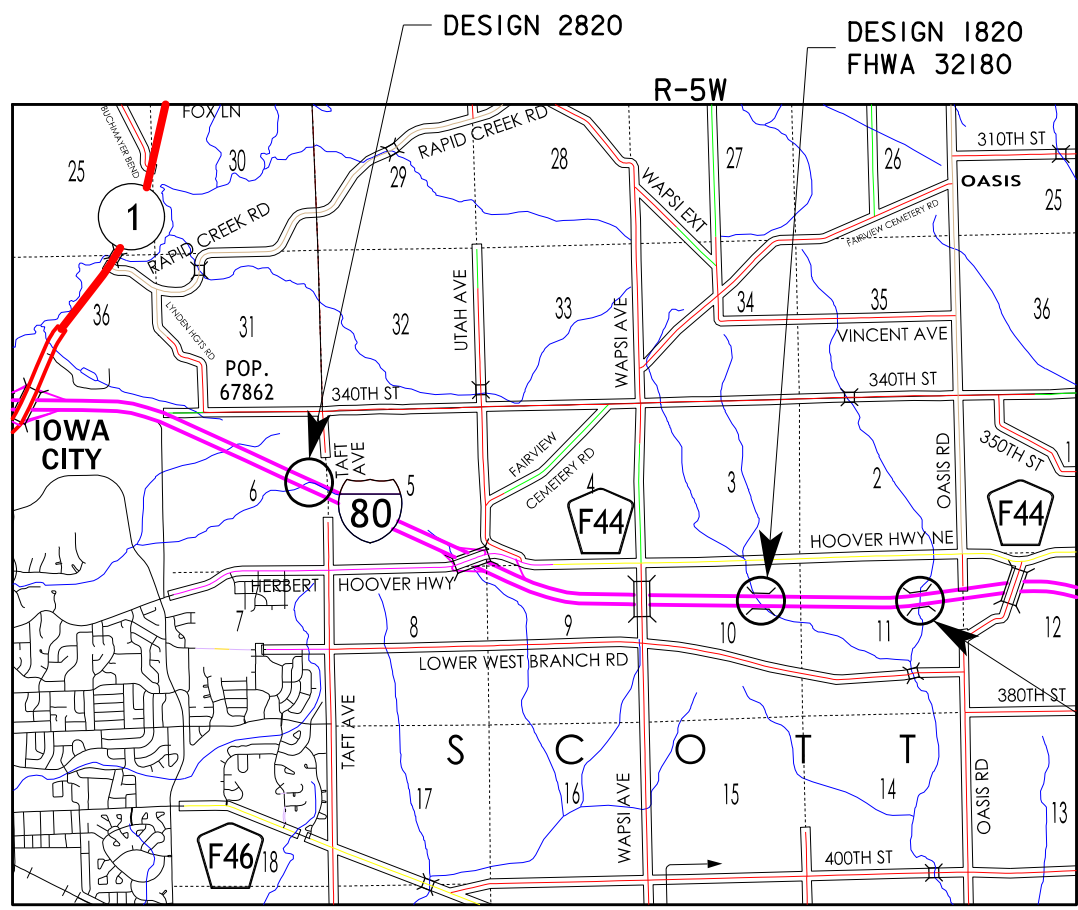 DESIGN 2820
DESIGN 1820
FHWA 32180
R-5W
FOX LN
BUCHMAYER BEND
25
30
29
RAPID CREEK RD
28
27
26
310TH ST
OASIS
25
1
RAPID CREEK RD
WAPSI EXT
FAIRVIEW CEMETERY RD
36
LYNDEN HGTS RD
31
32
UTAH AVE
33
WAPSI AVE
34
35
36
VINCENT AVE
POP.
67862
340TH ST
340TH ST
IOWA
CITY
TAFT
AVE
FAIRVIEW
CEMETERY RD
OASIS RD
350TH ST
1
6
5
4
3
2
80
F44
F44
HOOVER HWY NE
HERBERT HOOVER HWY
7
8
9
10
11
12
LOWER WEST BRANCH RD
380TH ST
TAFT AVE
S C O T T
17
16
WAPSI AVE
15
14
OASIS RD
13
F46
18
400TH ST